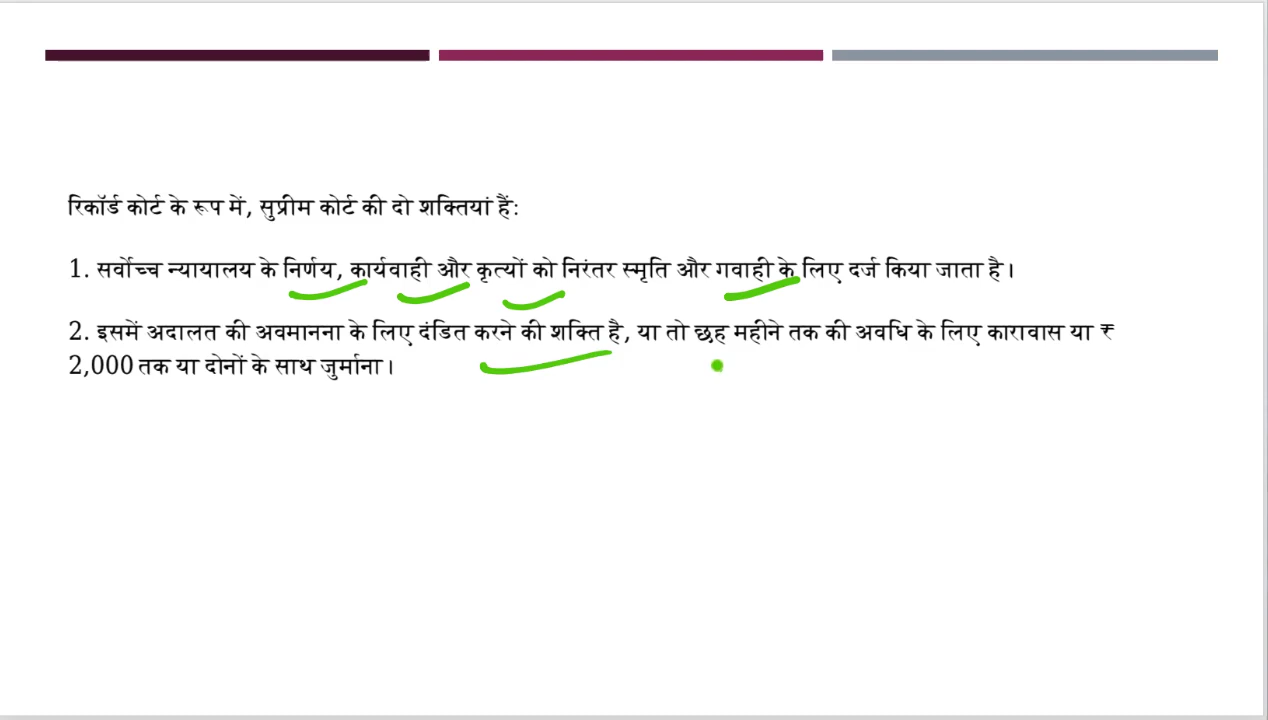 रिकॉर्ड कोर्ट के रूप में, सुप्रीम कोर्ट की दो शक्तियां हैं:
1. सर्वोच्च न्यायालय के निर्णय, कार्यवाही और कृत्यों को निरंतर स्मृति और गवाही के लिए दर्ज किया जाता है।
2. इसमें अदालत की अवमानना के लिए दंडित करने की शक्ति है, या तो छह महीने तक की अवधि के लिए कारावास या ₹
2,000 तक या दोनों के साथ जुर्माना।